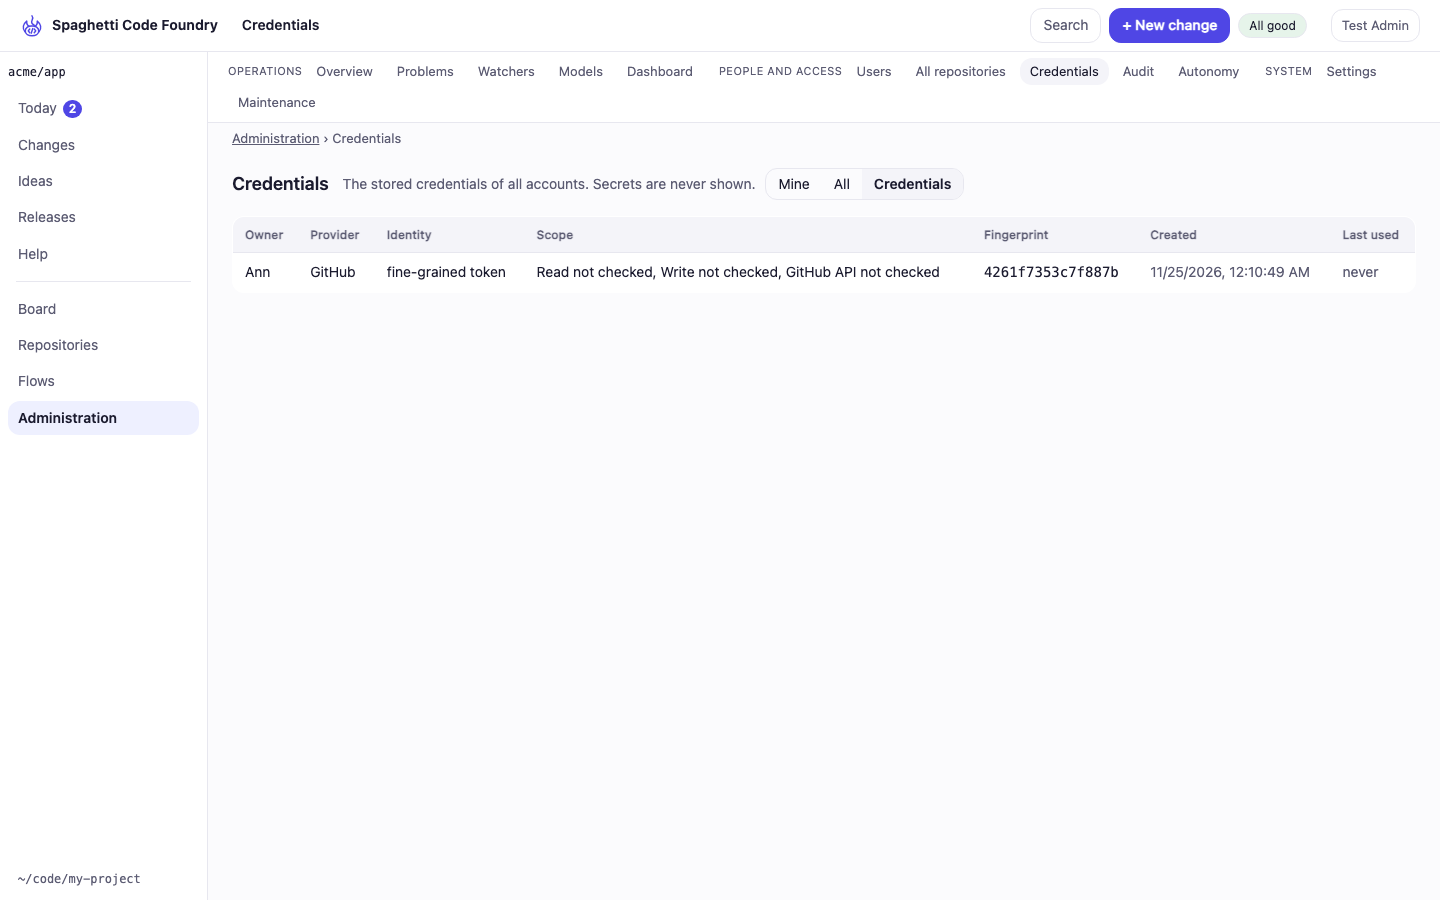 Spaghetti Code Foundry Credentials Search + New change All good Test Admin
acme/app
Today 2
Changes
Ideas
Releases
Help
Board
Repositories
Flows
Administration
~/code/my-project
OPERATIONS Overview Problems Watchers Models Dashboard PEOPLE AND ACCESS Users All repositories Credentials Audit Autonomy SYSTEM Settings
Maintenance
Administration › Credentials
Credentials The stored credentials of all accounts. Secrets are never shown. Mine All Credentials
Owner Provider Identity Scope Fingerprint Created Last used
Ann GitHub fine-grained token Read not checked, Write not checked, GitHub API not checked 4261f7353c7f887b 11/25/2026, 12:10:49 AM never